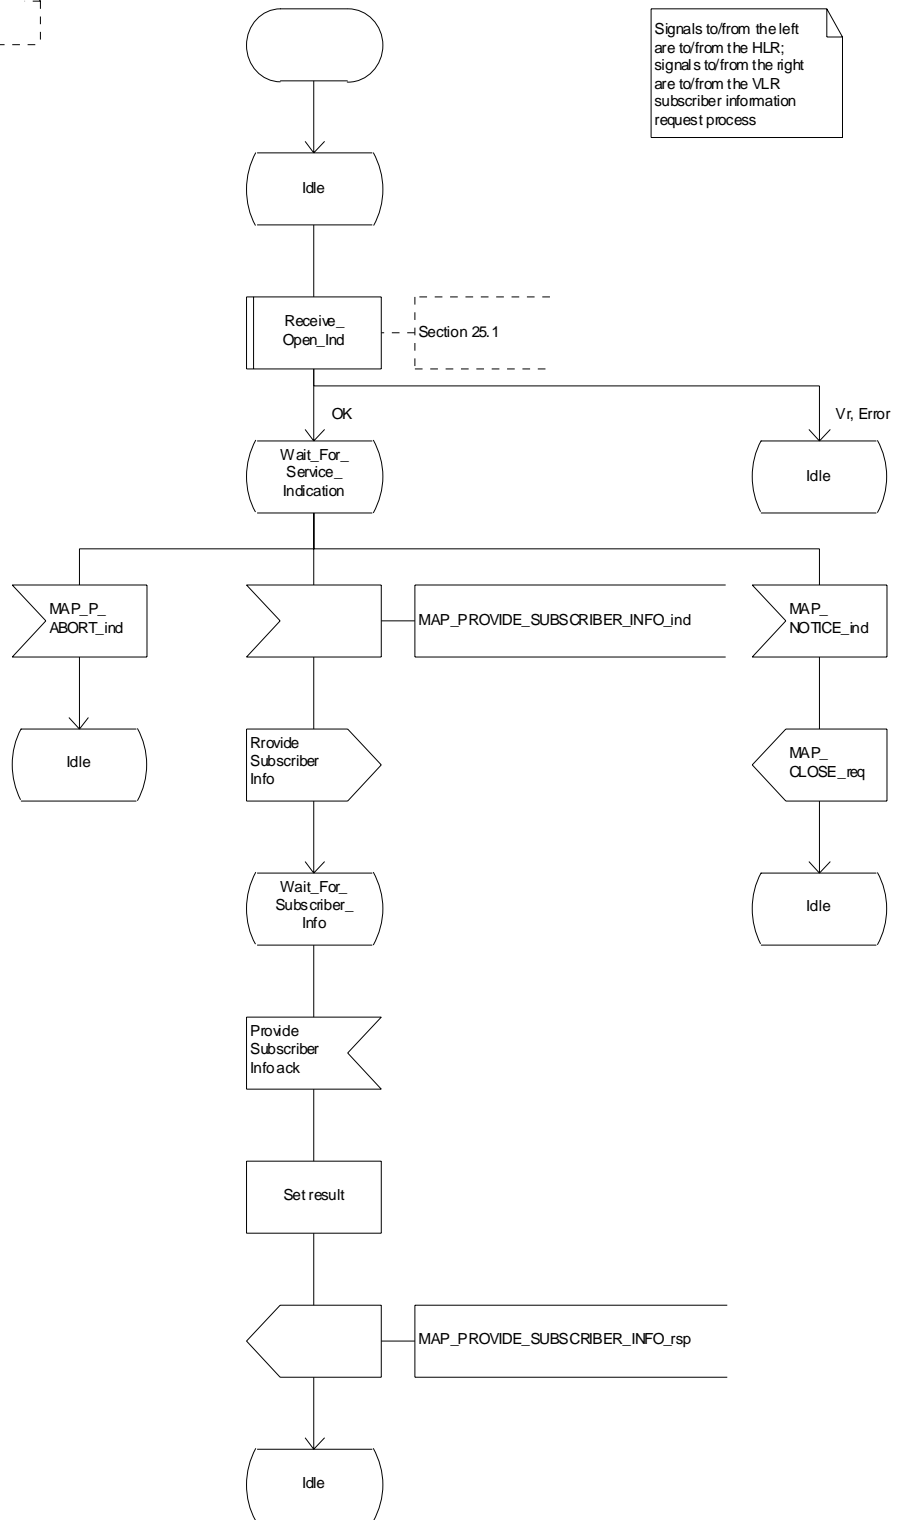 Signals to/from the left
are to/from the HLR;
signals to/from the right
are to/from the VLR
subscriber information
request process
Idle
Receive_
Open_Ind
Section 25.1
OK
Vr, Error
Wait_For_
Service_
Indication
Idle
MAP_P_
ABORT_ind
MAP_PROVIDE_SUBSCRIBER_INFO_ind
MAP_
NOTICE_ind
Idle
Rrovide
Subscriber
Info
MAP_
CLOSE_req
Wait_For_
Subscriber_
Info
Idle
Provide
Subscriber
Info ack
Set result
MAP_PROVIDE_SUBSCRIBER_INFO_rsp
Idle